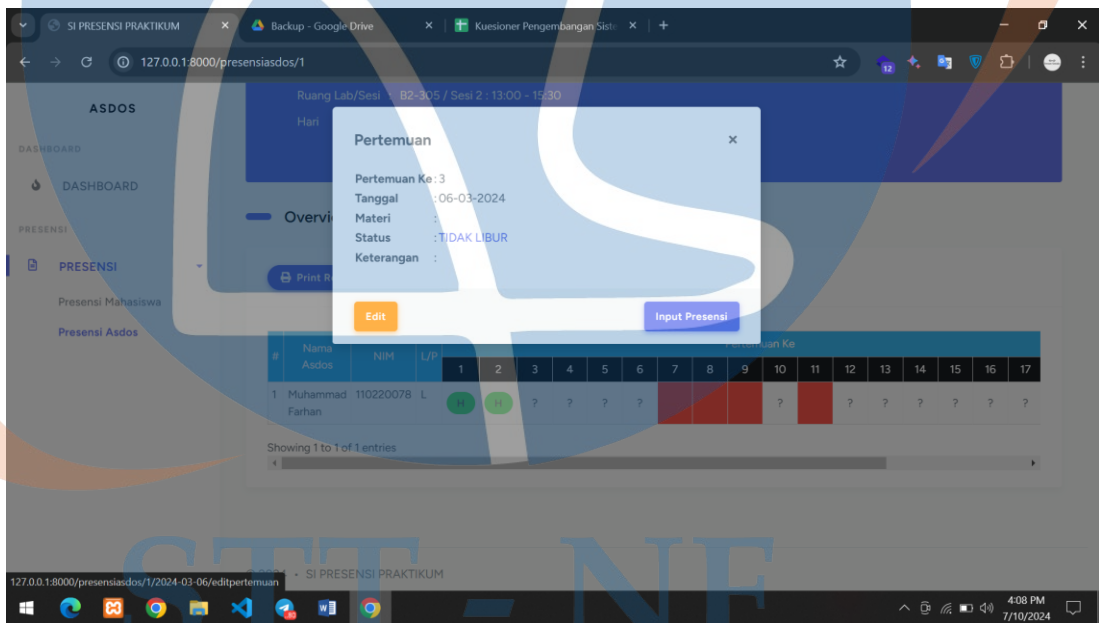 SI PRESENSI PRAKTIKUM
Backup - Google Drive
Kuesioner Pengembangan Siste
127.0.0.1:8000/presensiasdos/1
12
ASDOS
Ruang Lab/Sesi : B2-305 / Sesi 2 : 13:00 - 15:30
Hari
DASHBOARD
DASHBOARD
PRESENSI
PRESENSI
Presensi Mahasiswa
Presensi Asdos
Pertemuan ×
Pertemuan Ke : 3
Tanggal : 06-03-2024
Materi :
Status : TIDAK LIBUR
Keterangan :
Edit Input Presensi
Print
# Nama Asdos NIM L/P Pertemuan Ke
1 2 3 4 5 6 7 8 9 10 11 12 13 14 15 16 17
1 Muhammad 110220078 L H H ? ? ? ? ? ? ? ? ? ? ?
Farhan
Showing 1 to 1 of 1 entries
STT - NF
SI PRESENSI PRAKTIKUM
127.0.0.1:8000/presensiasdos/1/2024-03-06/editpertemuan
4:08 PM
7/10/2024